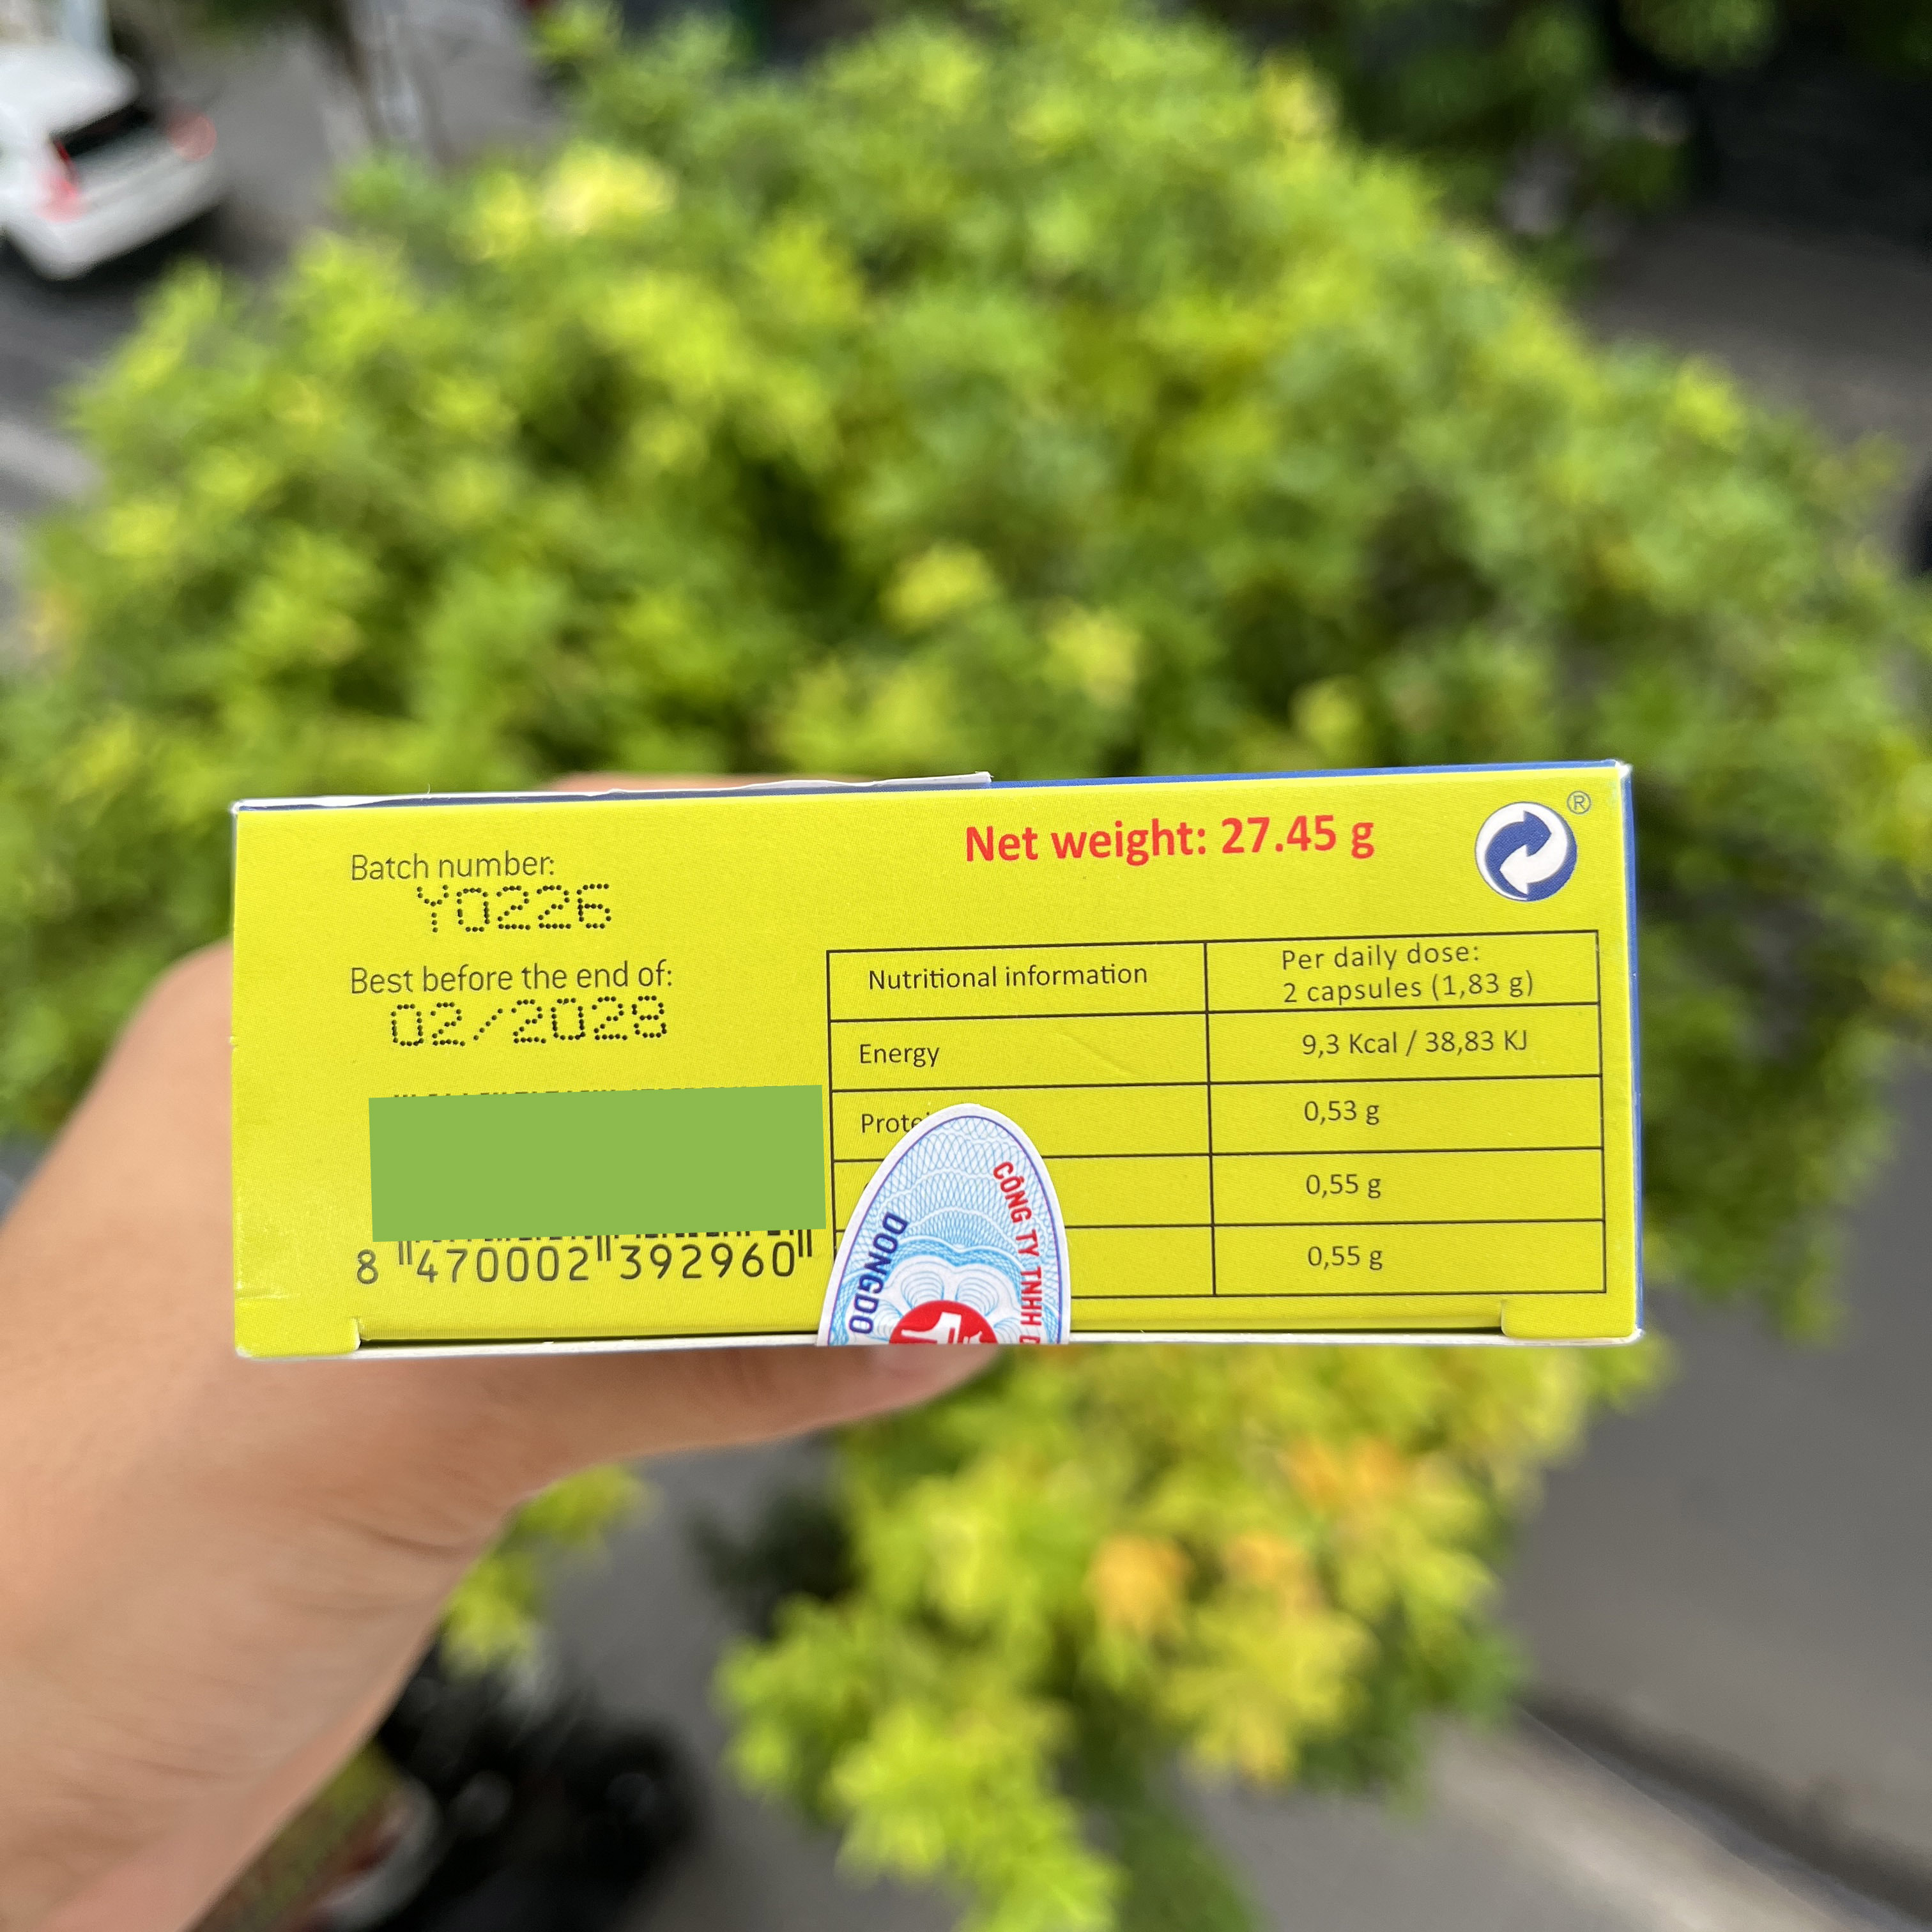 Batch number:
Y0226
Best before the end of:
02/2028
8 470002 392960
Net weight: 27.45 g
®
Nutritional information
Per daily dose:
2 capsules (1,83 g)
Energy
9,3 Kcal / 38,83 KJ
0,53 g
0,55 g
0,55 g
DONGDO
CÔNG TY TNHH